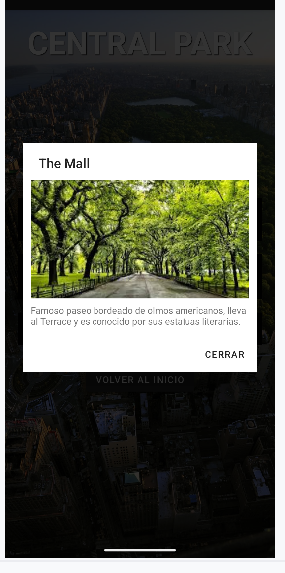 CENTRAL PARK
The Mall
Famoso paseo bordeado de olmos americanos, lleva
al Terrace y es conocido por sus estatuas literarias.
CERRAR
VOLVER AL INICIO